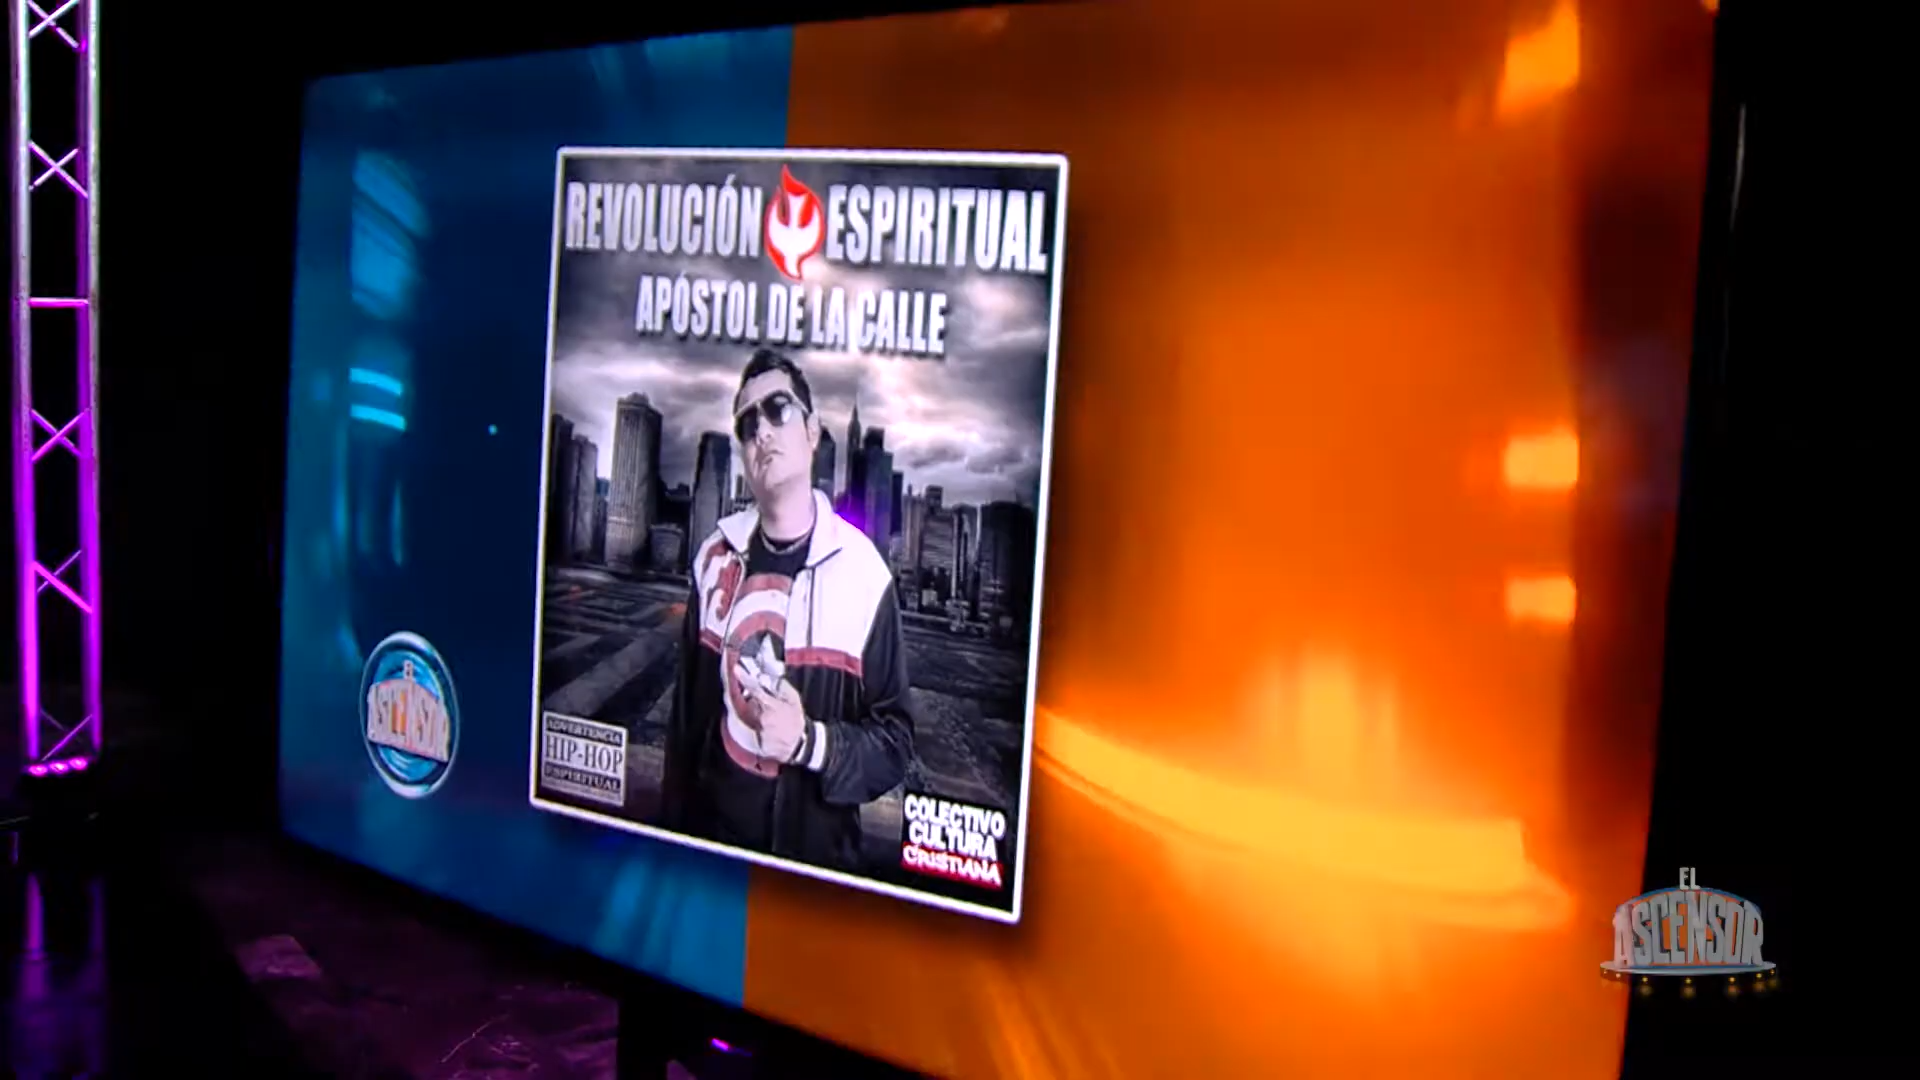 REVOLUCIÓN ESPIRITUAL
APÓSTOL DE LA CALLE
EL
ASCENSOR
ADVERTENCIA
HIP-HOP
ESPIRITUAL
COLECTIVO
CULTURA
CRISTIANA
EL
ASCENSOR